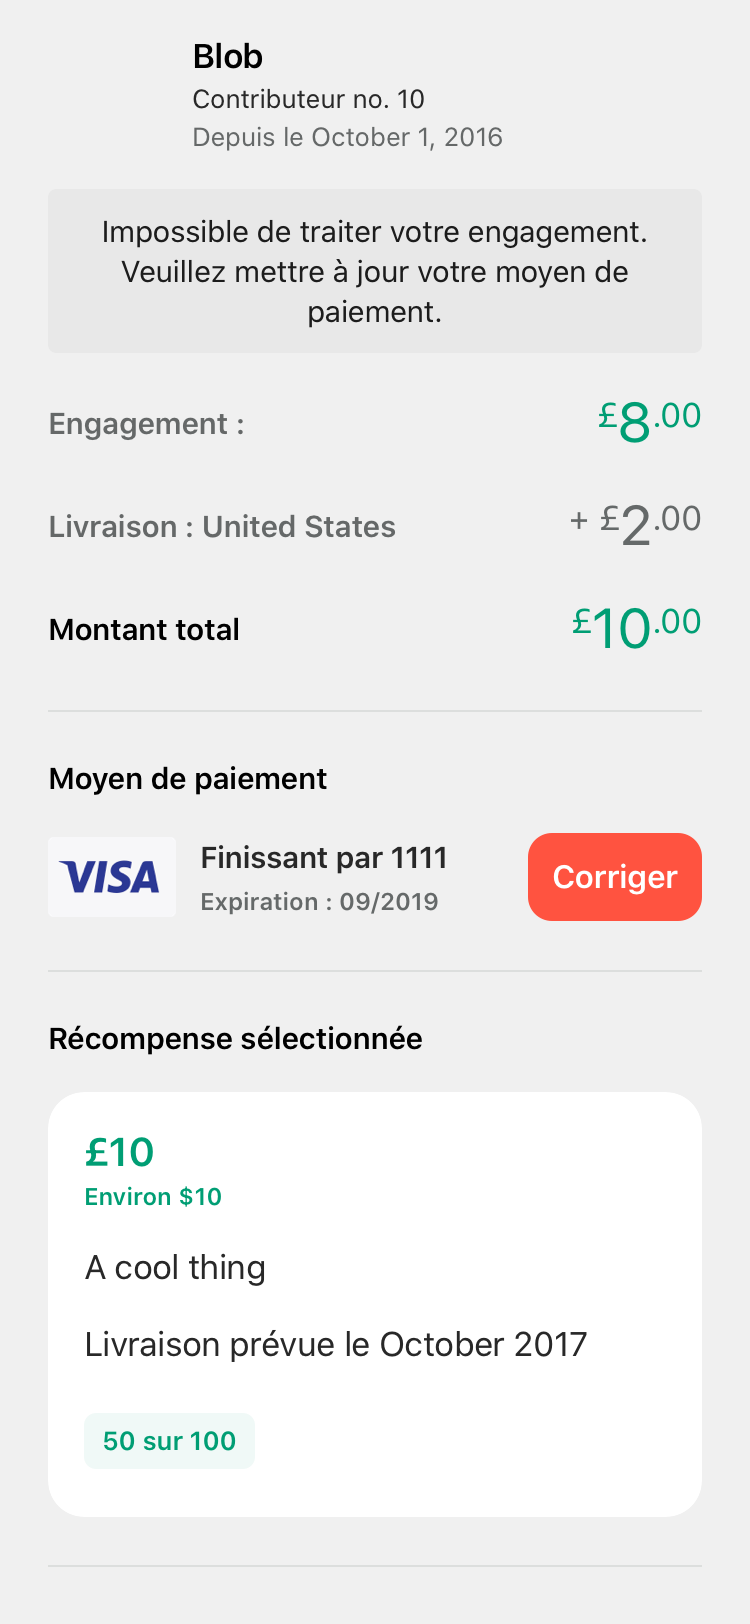 Blob
Contributeur no. 10
Depuis le October 1, 2016
Impossible de traiter votre engagement.
Veuillez mettre à jour votre moyen de
paiement.
Engagement : £8.00
Livraison : United States + £2.00
Montant total £10.00
Moyen de paiement
VISA
Finissant par 1111
Expiration : 09/2019
Corriger
Récompense sélectionnée
£10
Environ $10
A cool thing
Livraison prévue le October 2017
50 sur 100